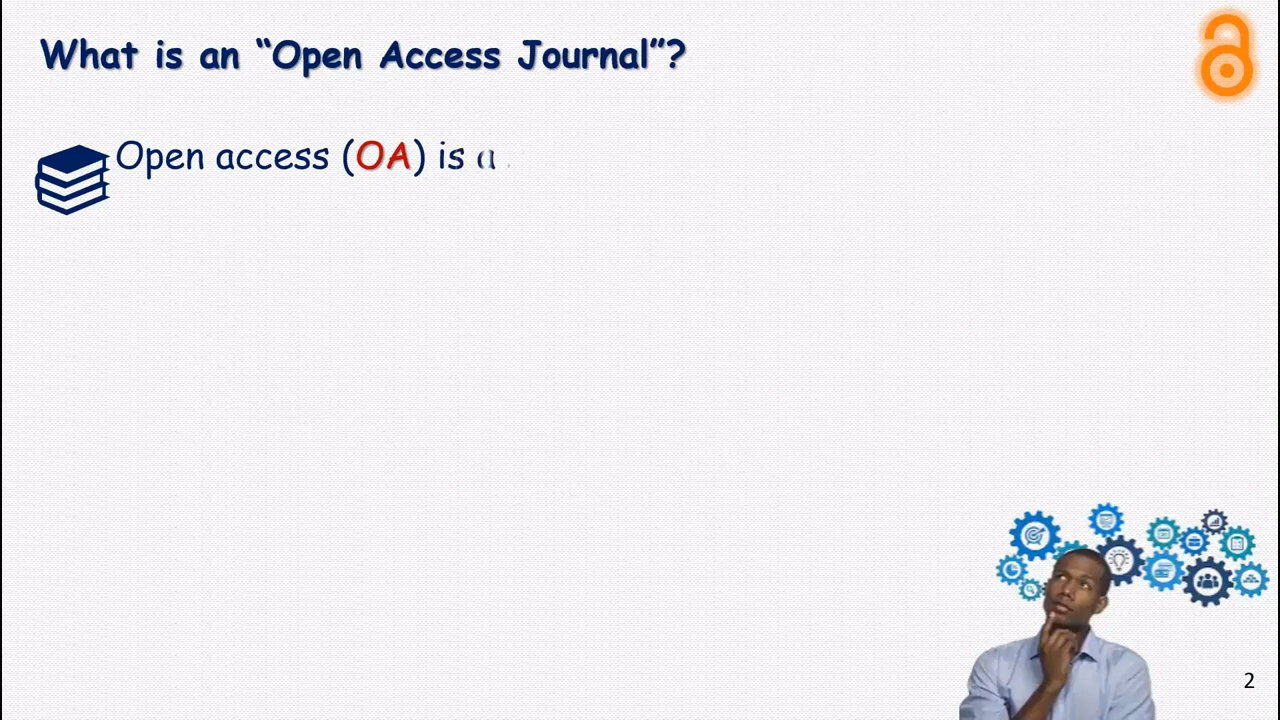 What is an “Open Access Journal”?
Open access (OA) is a
2